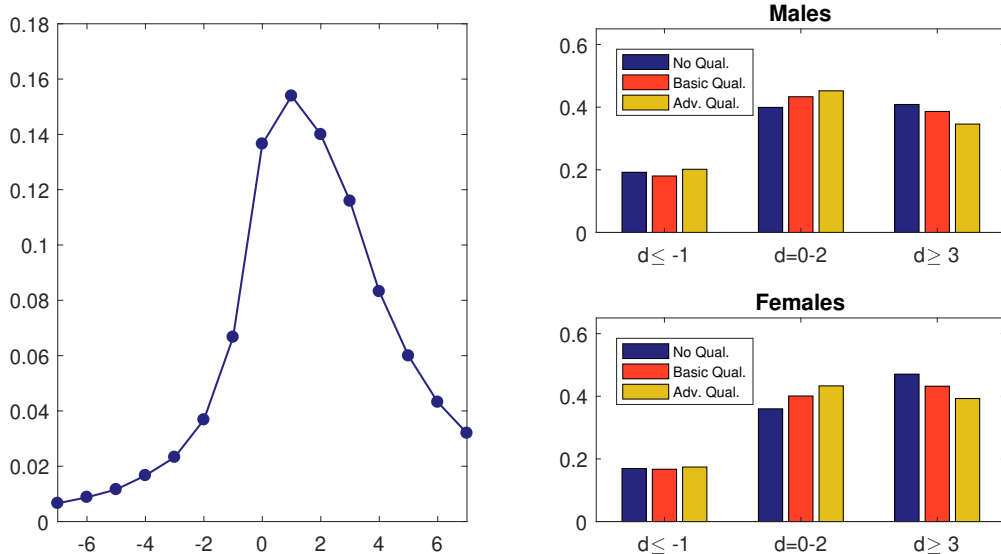 0.18
0.16
0.14
0.12
0.1
0.08
0.06
0.04
0.02
0
-6 -4 -2 0 2 4 6
Males
0.6
0.4
0.2
0
No Qual.
Basic Qual.
Adv. Qual.
d≤ -1 d=0-2 d≥ 3
Females
0.6
0.4
0.2
0
No Qual.
Basic Qual.
Adv. Qual.
d≤ -1 d=0-2 d≥ 3